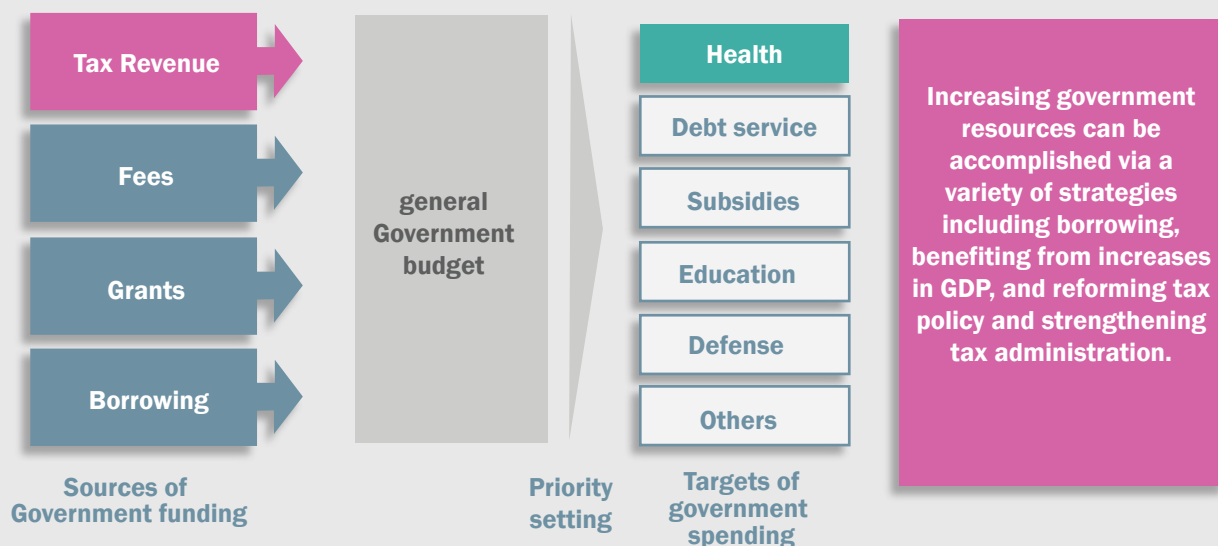 Tax Revenue
Fees
Grants
Borrowing
Sources of
Government funding
general
Government
budget
Priority
setting
Health
Debt service
Subsidies
Education
Defense
Others
Targets of
government
spending
Increasing government
resources can be
accomplished via a
variety of strategies
including borrowing,
benefiting from increases
in GDP, and reforming tax
policy and strengthening
tax administration.